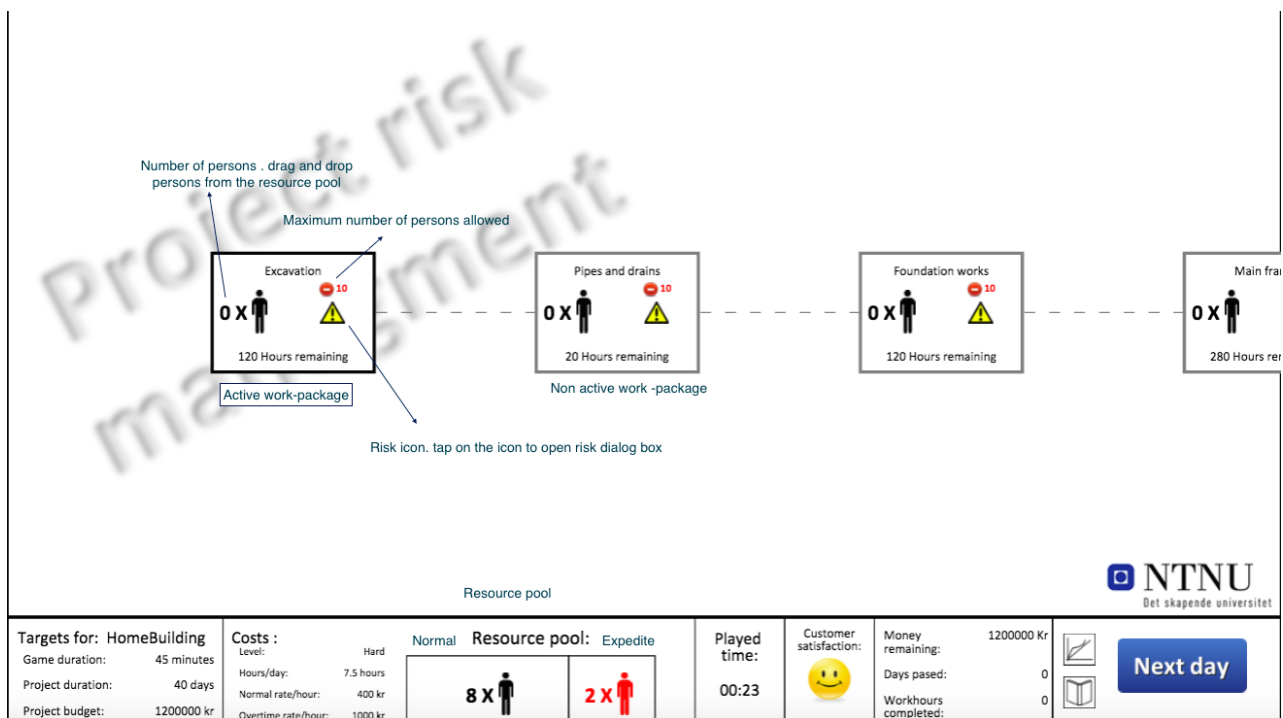 Project risk
management
Number of persons . drag and drop
persons from the resource pool
Maximum number of persons allowed
Excavation
10
0 X
120 Hours remaining
Active work-package
Pipes and drains
10
0 X
20 Hours remaining
Non active work -package
Foundation works
10
0 X
120 Hours remaining
Main fra
0 X
280 Hours rer
Risk icon. tap on the icon to open risk dialog box
NTNU
Det skapende universitet
Resource pool
Targets for: HomeBuilding
Game duration: 45 minutes
Project duration: 40 days
Project budget: 1200000 kr
Costs :
Level: Hard
Hours/day: 7.5 hours
Normal rate/hour: 400 kr
Overtime rate/hour: 1000 kr
Normal Resource pool: Expedite
8 X
2 X
Played
time:
00:23
Customer
satisfaction:
Money
remaining: 1200000 Kr
Days pased: 0
Workhours
completed: 0
Next day